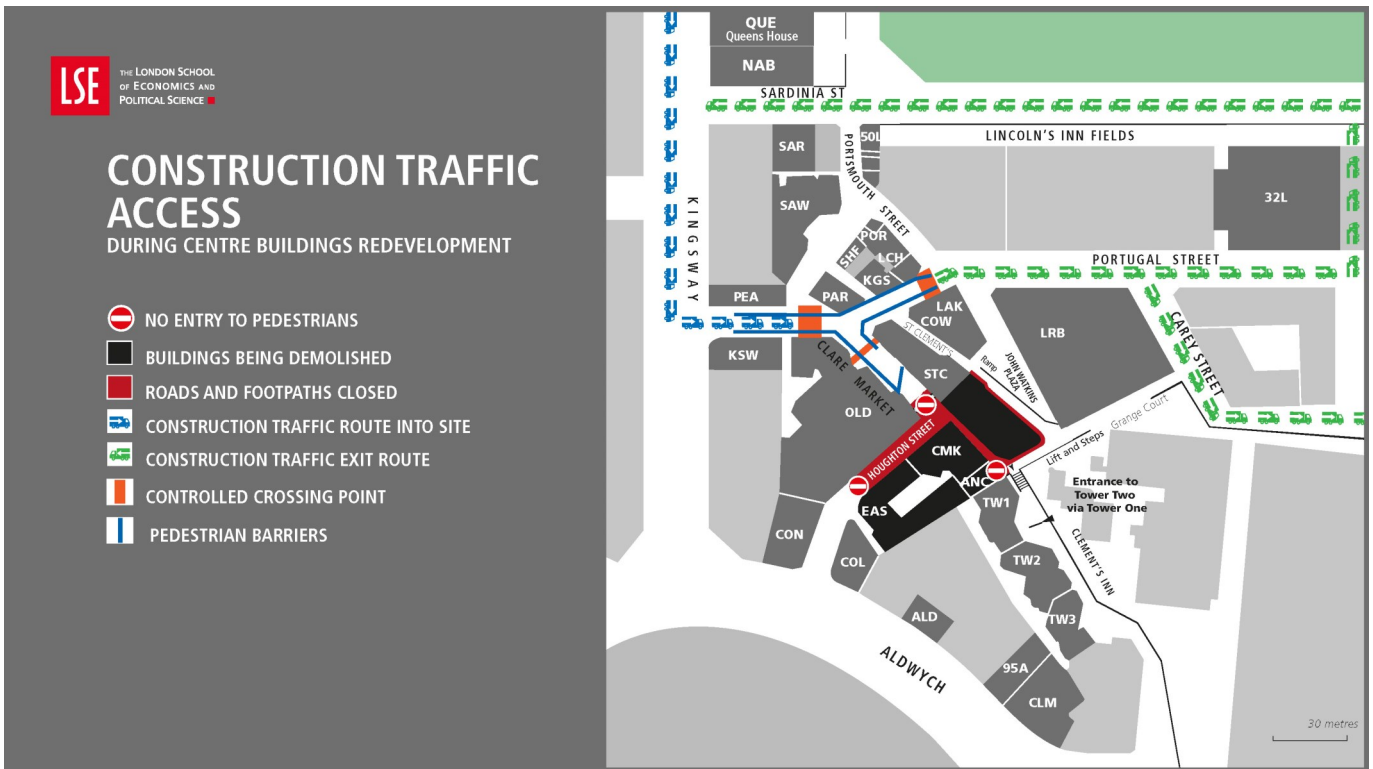 LSE
THE LONDON SCHOOL
OF ECONOMICS AND
POLITICAL SCIENCE
CONSTRUCTION TRAFFIC
ACCESS
DURING CENTRE BUILDINGS REDEVELOPMENT
NO ENTRY TO PEDESTRIANS
BUILDINGS BEING DEMOLISHED
ROADS AND FOOTPATHS CLOSED
CONSTRUCTION TRAFFIC ROUTE INTO SITE
CONSTRUCTION TRAFFIC EXIT ROUTE
CONTROLLED CROSSING POINT
PEDESTRIAN BARRIERS
QUE
Queens House
NAB
SARDINIA ST
LINCOLN'S INN FIELDS
SAR
50L
PORTSMOUTH STREET
32L
SAW
KINGSWAY
POR
SHF
LCH
KGS
PORTUGAL STREET
PEA
PAR
LAK
COW
ST CLEMENT'S
LRB
CAREY STREET
KSW
CLARE MARKET
STC
Ramp
JOHN WATKINS
PLAZA
OLD
Grange Court
HOUGHTON STREET
CMK
Lift and Steps
ANC
Entrance to
Tower Two
via Tower One
TW1
EAS
CON
COL
TW2
CLEMENT'S INN
ALD
TW3
ALDWYCH
95A
CLM
30 metres